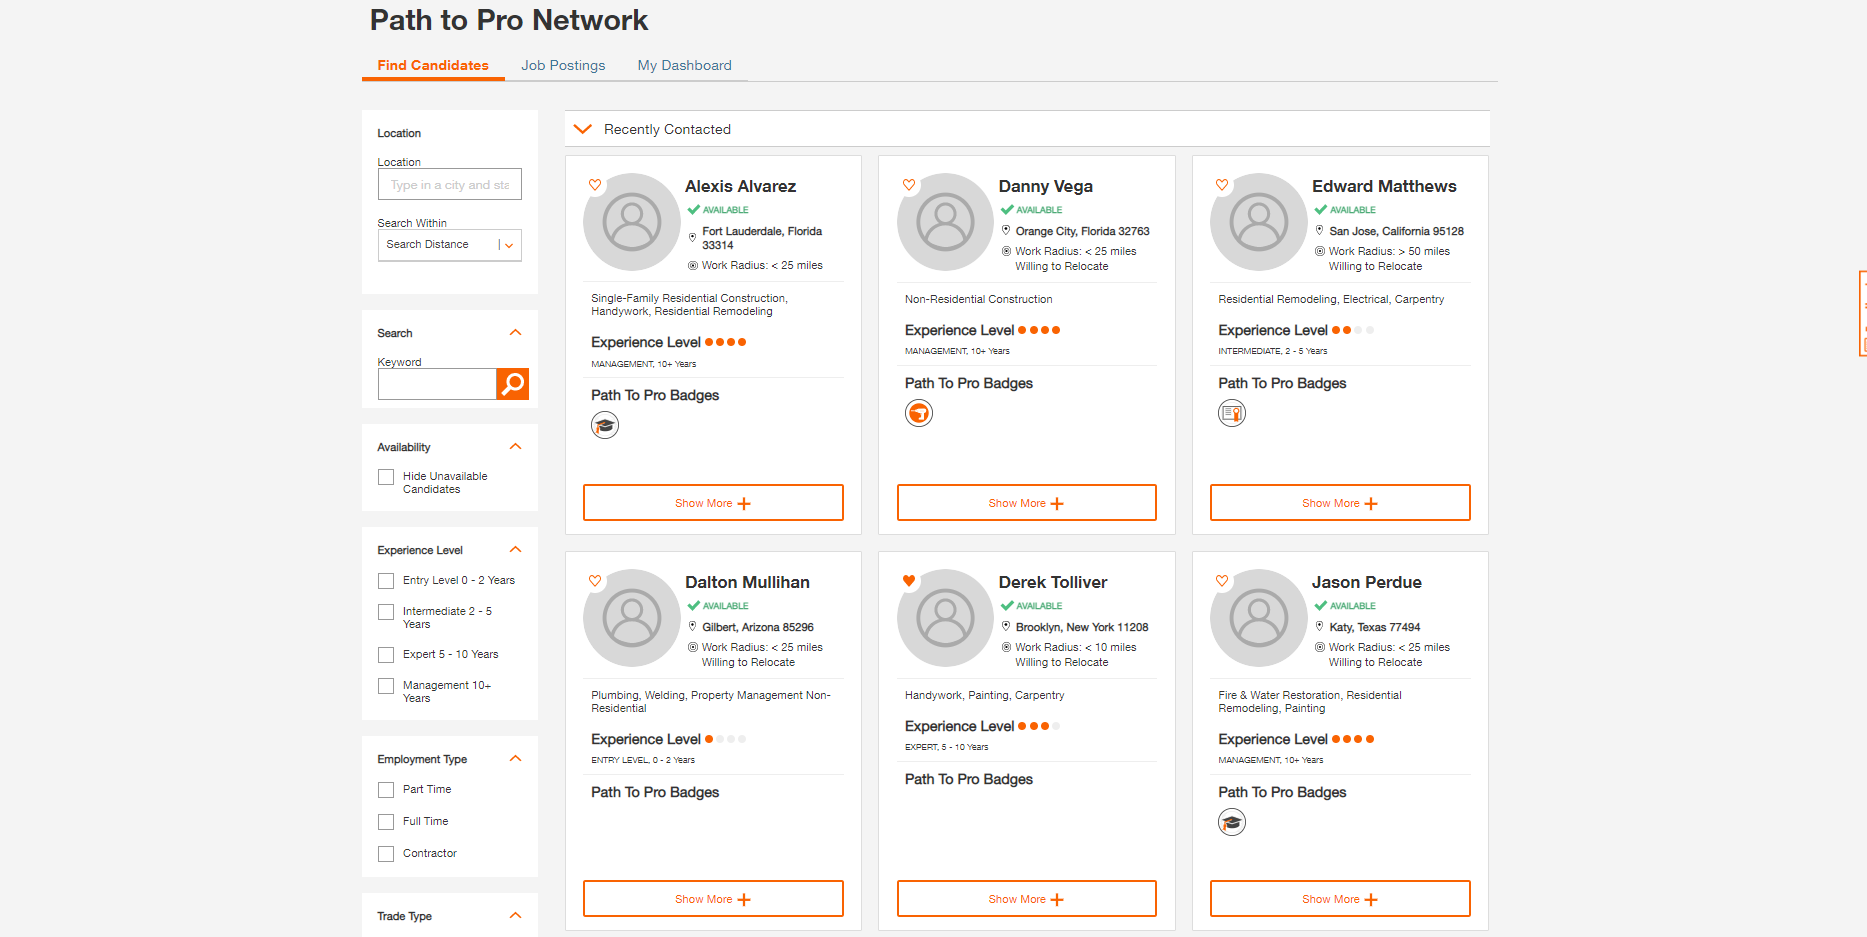 Path to Pro Network
Find Candidates
Job Postings
My Dashboard
Location
Location
Type in a city and sta
Search Within
Search Distance
Search
Keyword
Availability
Hide Unavailable
Candidates
Experience Level
Entry Level 0 - 2 Years
Intermediate 2 - 5
Years
Expert 5 - 10 Years
Management 10+
Years
Employment Type
Part Time
Full Time
Contractor
Trade Type
Recently Contacted
Alexis Alvarez
AVAILABLE
Fort Lauderdale, Florida
33314
Work Radius: < 25 miles
Single-Family Residential Construction,
Handywork, Residential Remodeling
Experience Level
MANAGEMENT, 10+ Years
Path To Pro Badges
Show More
Danny Vega
AVAILABLE
Orange City, Florida 32763
Work Radius: < 25 miles
Willing to Relocate
Non-Residential Construction
Experience Level
MANAGEMENT, 10+ Years
Path To Pro Badges
Show More
Edward Matthews
AVAILABLE
San Jose, California 95128
Work Radius: > 50 miles
Willing to Relocate
Residential Remodeling, Electrical, Carpentry
Experience Level
INTERMEDIATE, 2 - 5 Years
Path To Pro Badges
Show More
Dalton Mullihan
AVAILABLE
Gilbert, Arizona 85296
Work Radius: < 25 miles
Willing to Relocate
Plumbing, Welding, Property Management Non-
Residential
Experience Level
ENTRY LEVEL, 0 - 2 Years
Path To Pro Badges
Show More
Derek Tolliver
AVAILABLE
Brooklyn, New York 11208
Work Radius: < 10 miles
Willing to Relocate
Handywork, Painting, Carpentry
Experience Level
EXPERT, 5 - 10 Years
Path To Pro Badges
Show More
Jason Perdue
AVAILABLE
Katy, Texas 77494
Work Radius: < 25 miles
Willing to Relocate
Fire & Water Restoration, Residential
Remodeling, Painting
Experience Level
MANAGEMENT, 10+ Years
Path To Pro Badges
Show More